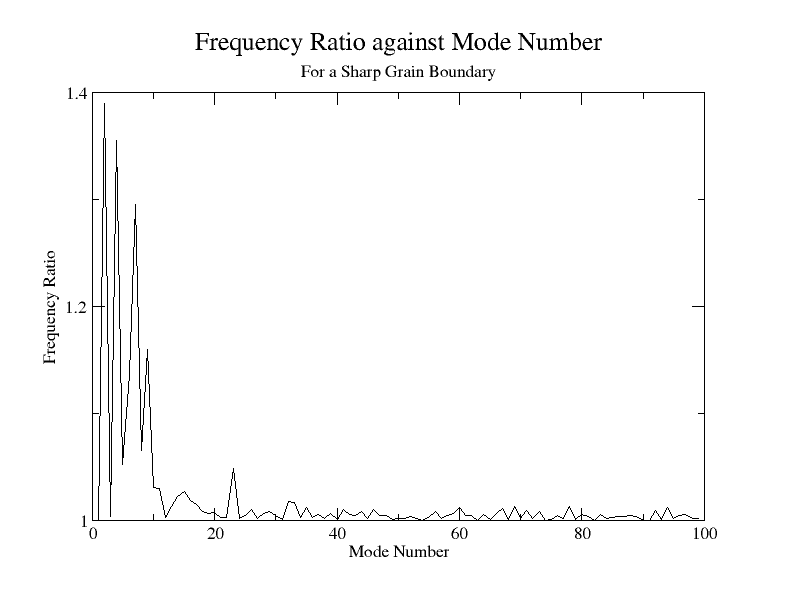 Frequency Ratio against Mode Number
For a Sharp Grain Boundary
1.4
1.2
1
Frequency Ratio
0 20 40 60 80 100
Mode Number